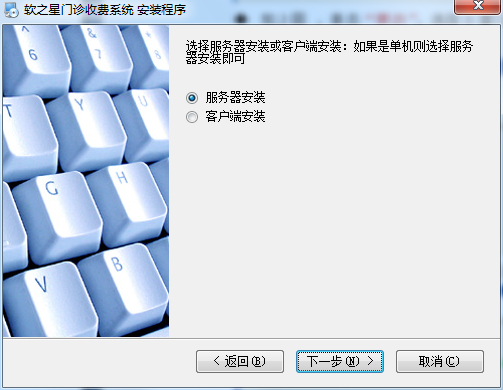 软之星门诊收费系统 安装程序
选择服务器安装或客户端安装：如果是单机则选择服务
器安装即可
服务器安装
客户端安装
^
6
&
7
T
Y
U
G
H
V
B
< 返回(B)
下一步(N) >
取消(C)